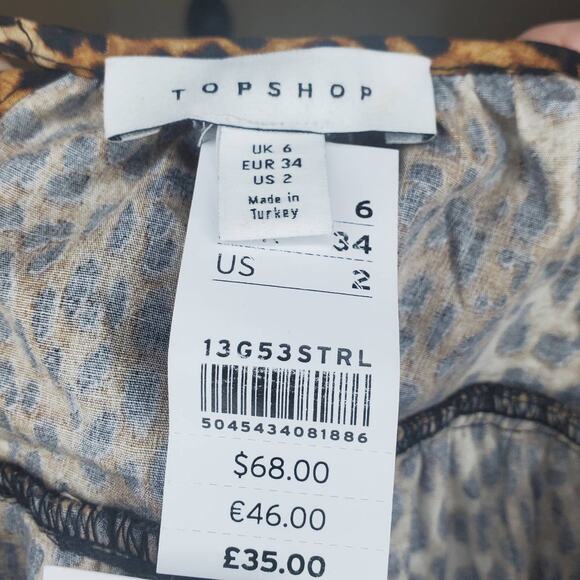 TOPSHOP
UK 6
EUR 34
US 2
Made in
Turkey
6
34
US 2
13G53STRL
5045434081886
$68.00
€46.00
£35.00